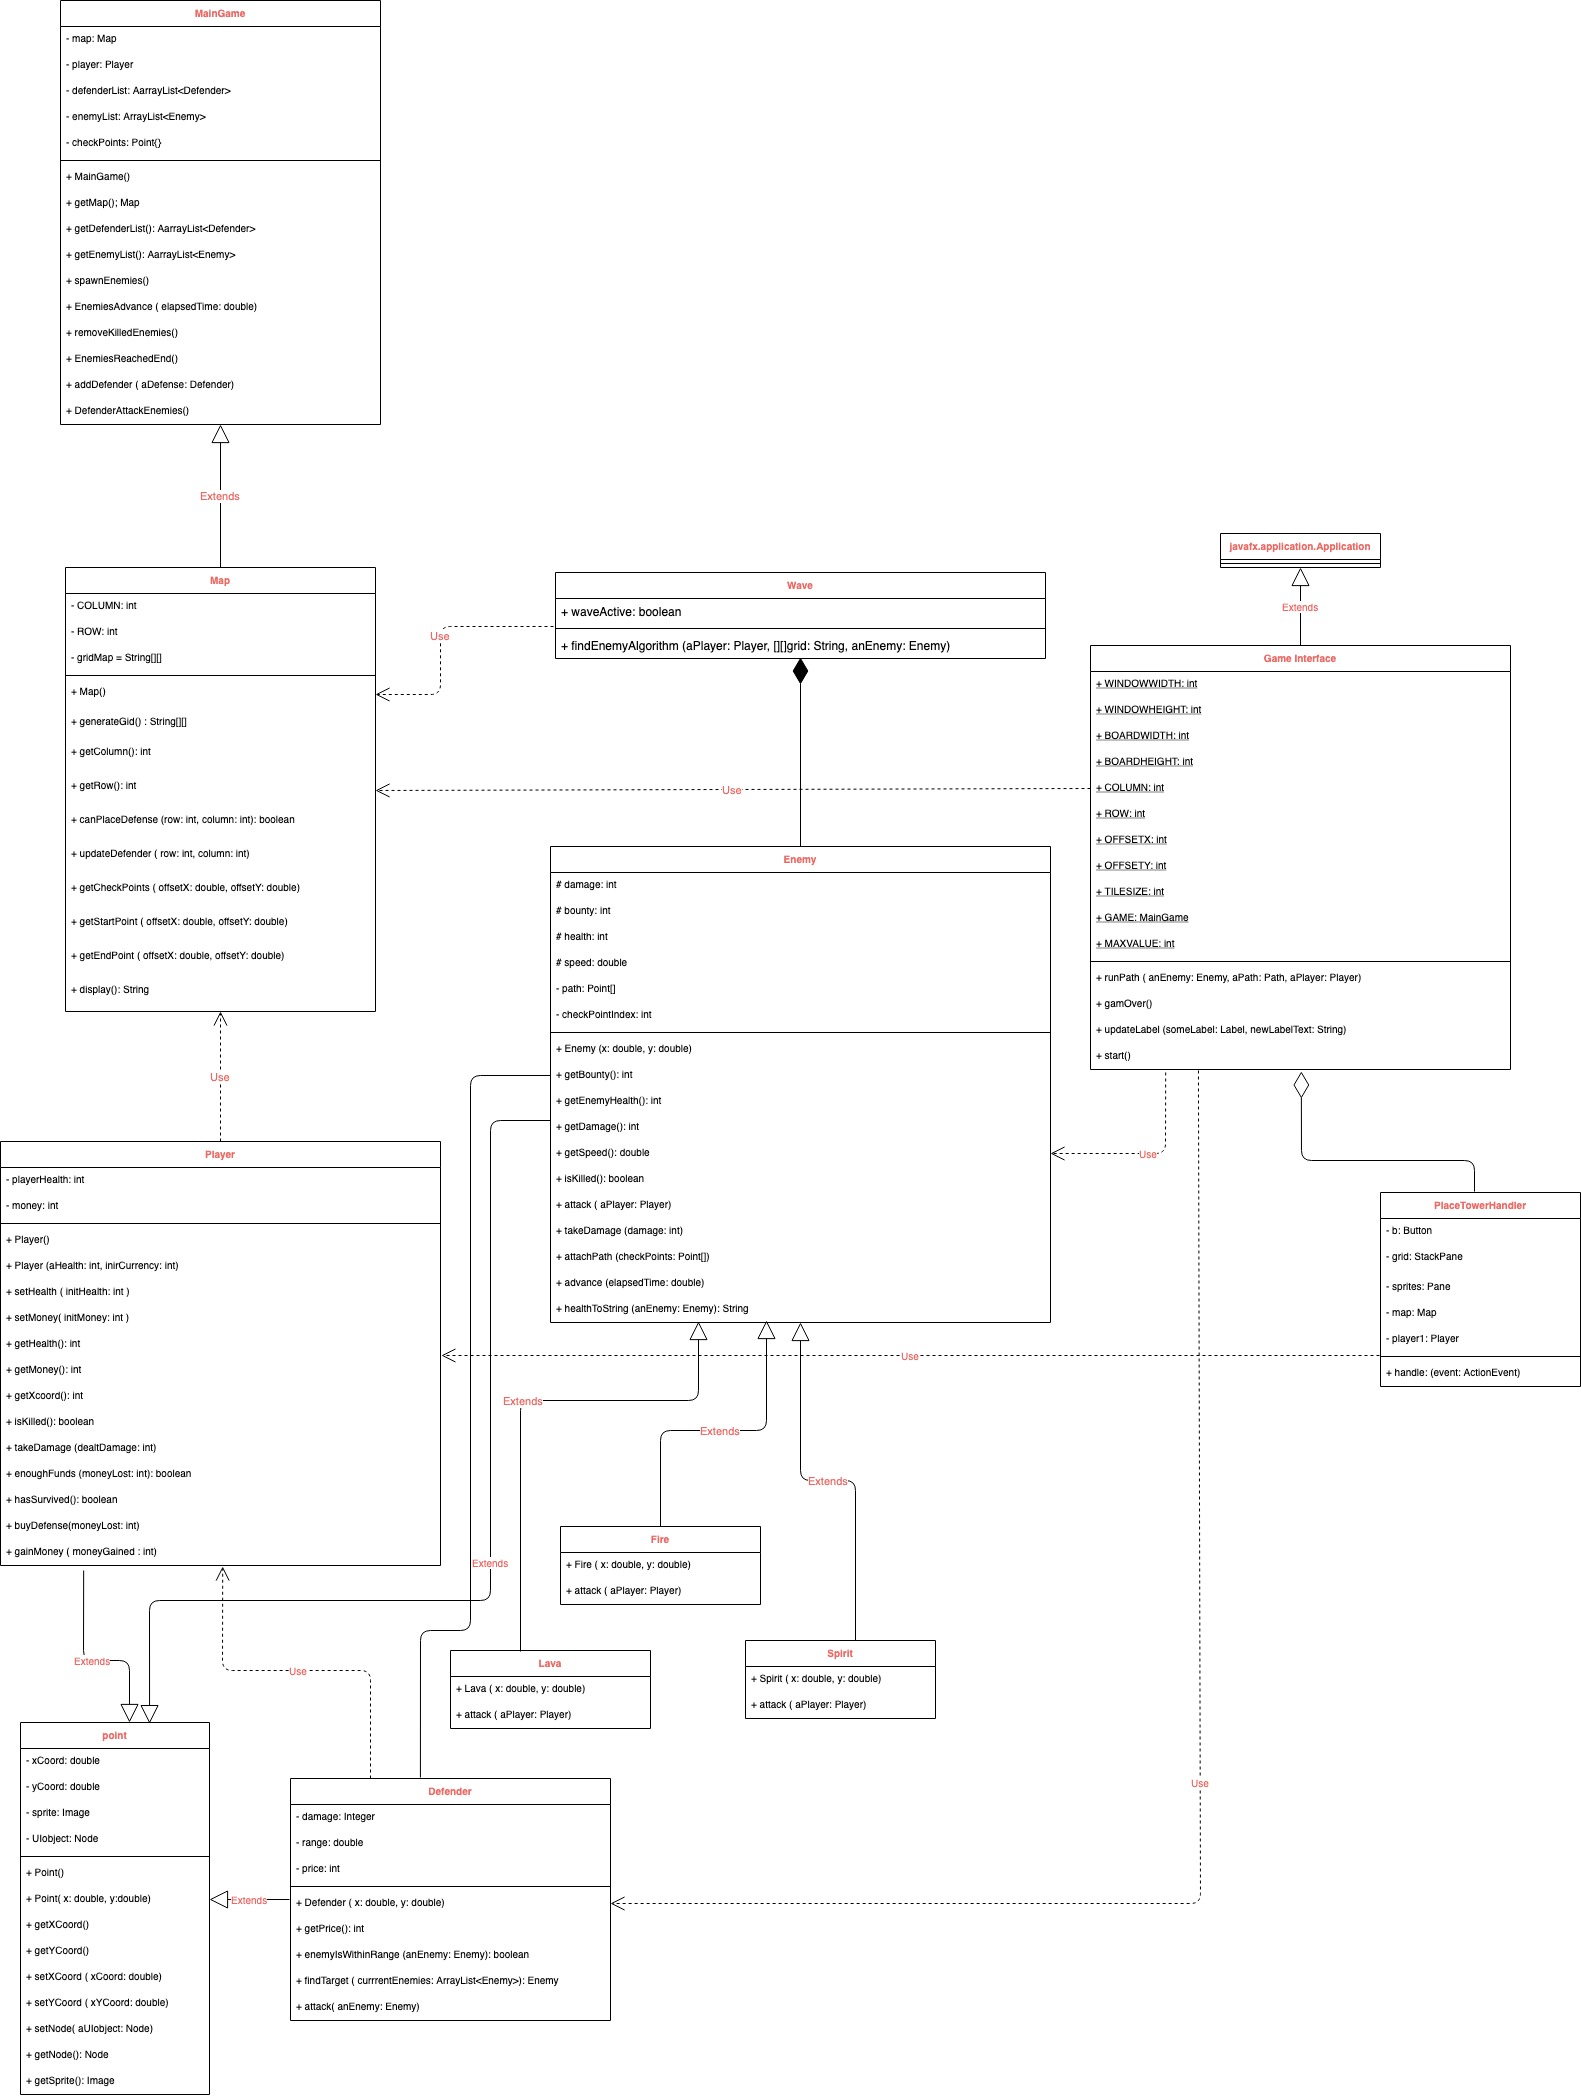 MainGame
- map: Map
- player: Player
- defenderList: AarrayList<Defender>
- enemyList: ArrayList<Enemy>
- checkPoints: Point{}
+ MainGame()
+ getMap(); Map
+ getDefenderList(): AarrayList<Defender>
+ getEnemyList(): AarrayList<Enemy>
+ spawnEnemies()
+ EnemiesAdvance ( elapsedTime: double)
+ removeKilledEnemies()
+ EnemiesReachedEnd()
+ addDefender ( aDefense: Defender)
+ DefenderAttackEnemies()
Extends
Map
- COLUMN: int
- ROW: int
- gridMap = String[][]
+ Map()
+ generateGid() : String[][]
+ getColumn(): int
+ getRow(): int
+ canPlaceDefense (row: int, column: int): boolean
+ updateDefender ( row: int, column: int)
+ getCheckPoints ( offsetX: double, offsetY: double)
+ getStartPoint ( offsetX: double, offsetY: double)
+ getEndPoint ( offsetX: double, offsetY: double)
+ display(): String
Use
Wave
+ waveActive: boolean
+ findEnemyAlgorithm (aPlayer: Player, [][]grid: String, anEnemy: Enemy)
javafx.application.Application
Extends
Game Interface
+ WINDOWWIDTH: int
+ WINDOWHEIGHT: int
+ BOARDWIDTH: int
+ BOARDHEIGHT: int
+ COLUMN: int
+ ROW: int
+ OFFSETX: int
+ OFFSETY: int
+ TILESIZE: int
+ GAME: MainGame
+ MAXVALUE: int
+ runPath ( anEnemy: Enemy, aPath: Path, aPlayer: Player)
+ gamOver()
+ updateLabel (someLabel: Label, newLabelText: String)
+ start()
Use
Enemy
# damage: int
# bounty: int
# health: int
# speed: double
- path: Point[]
- checkPointIndex: int
+ Enemy (x: double, y: double)
+ getBounty(): int
+ getEnemyHealth(): int
+ getDamage(): int
+ getSpeed(): double
+ isKilled(): boolean
+ attack ( aPlayer: Player)
+ takeDamage (damage: int)
+ attachPath (checkPoints: Point[])
+ advance (elapsedTime: double)
+ healthToString (anEnemy: Enemy): String
Use
Use
Player
- playerHealth: int
- money: int
+ Player()
+ Player (aHealth: int, inirCurrency: int)
+ setHealth ( initHealth: int )
+ setMoney( initMoney: int )
+ getHealth(): int
+ getMoney(): int
+ getXcoord(): int
+ isKilled(): boolean
+ takeDamage (dealtDamage: int)
+ enoughFunds (moneyLost: int): boolean
+ hasSurvived(): boolean
+ buyDefense(moneyLost: int)
+ gainMoney ( moneyGained : int)
PlaceTowerHandler
- b: Button
- grid: StackPane
- sprites: Pane
- map: Map
- player1: Player
+ handle: (event: ActionEvent)
Use
Extends
Extends
Extends
Fire
+ Fire ( x: double, y: double)
+ attack ( aPlayer: Player)
Extends
Lava
+ Lava ( x: double, y: double)
+ attack ( aPlayer: Player)
Spirit
+ Spirit ( x: double, y: double)
+ attack ( aPlayer: Player)
Extends
Use
point
- xCoord: double
- yCoord: double
- sprite: Image
- UIobject: Node
+ Point()
+ Point( x: double, y:double)
+ getXCoord()
+ getYCoord()
+ setXCoord ( xCoord: double)
+ setYCoord ( xYCoord: double)
+ setNode( aUIobject: Node)
+ getNode(): Node
+ getSprite(): Image
Extends
Defender
- damage: Integer
- range: double
- price: int
+ Defender ( x: double, y: double)
+ getPrice(): int
+ enemyIsWithinRange (anEnemy: Enemy): boolean
+ findTarget ( currrentEnemies: ArrayList<Enemy>): Enemy
+ attack( anEnemy: Enemy)
Use